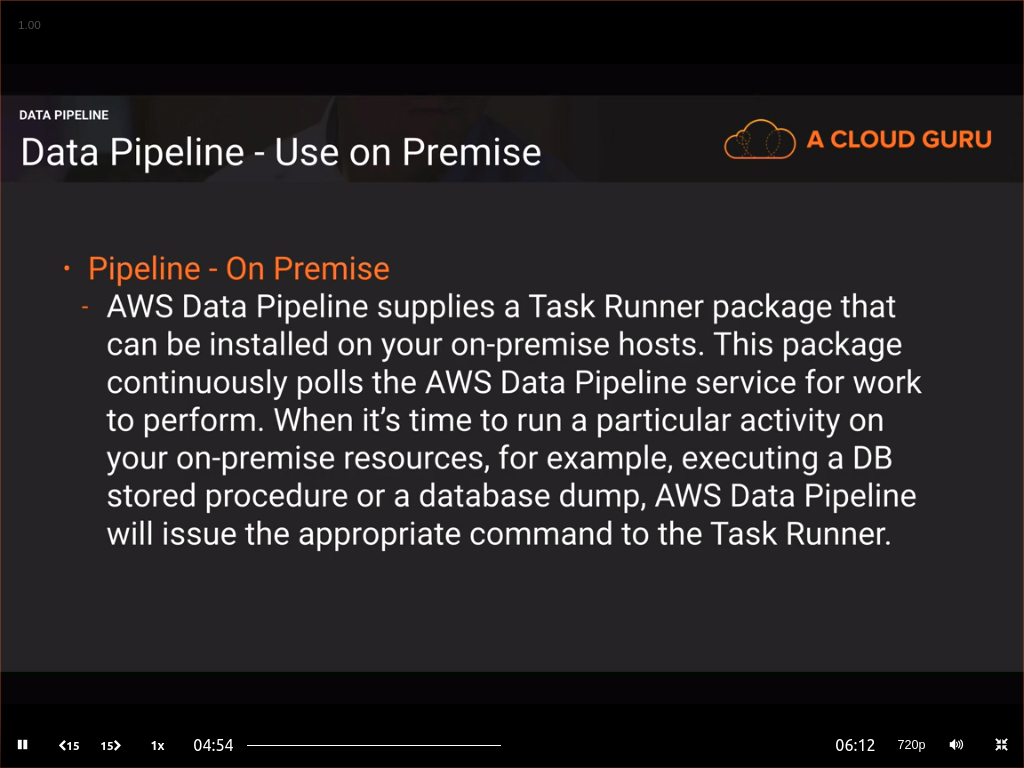 1.00
DATA PIPELINE
Data Pipeline - Use on Premise
A CLOUD GURU
• Pipeline - On Premise
- AWS Data Pipeline supplies a Task Runner package that
can be installed on your on-premise hosts. This package
continuously polls the AWS Data Pipeline service for work
to perform. When it’s time to run a particular activity on
your on-premise resources, for example, executing a DB
stored procedure or a database dump, AWS Data Pipeline
will issue the appropriate command to the Task Runner.
15 15 1x 04:54 06:12 720p